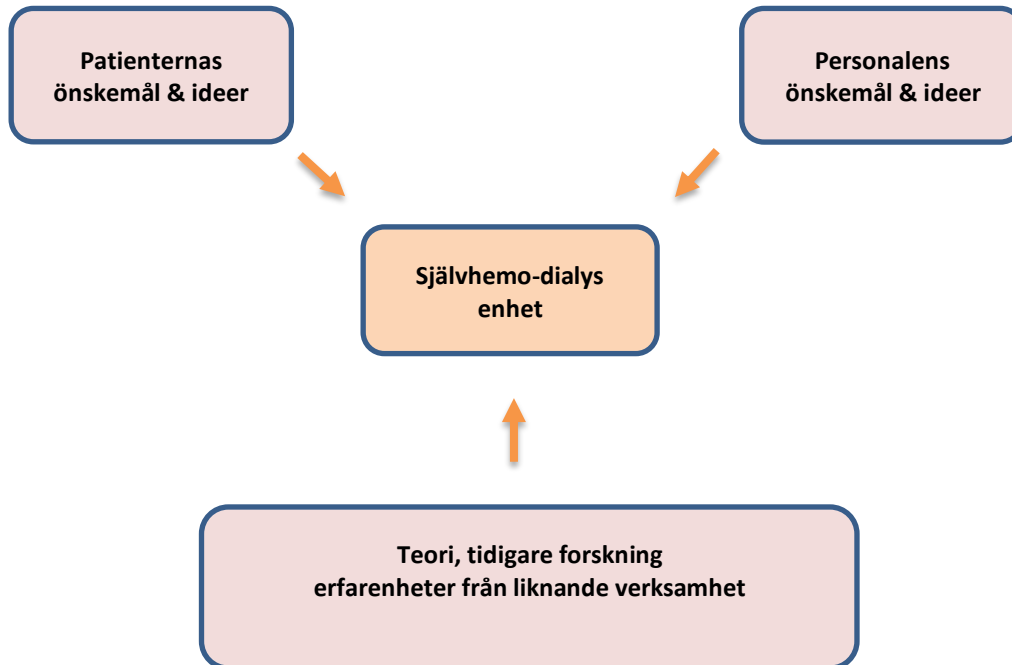 Patienternas
önskemål & ideer
Personalens
önskemål & ideer
Självhemo-dialys
enhet
Teori, tidigare forskning
erfarenheter från liknande verksamhet